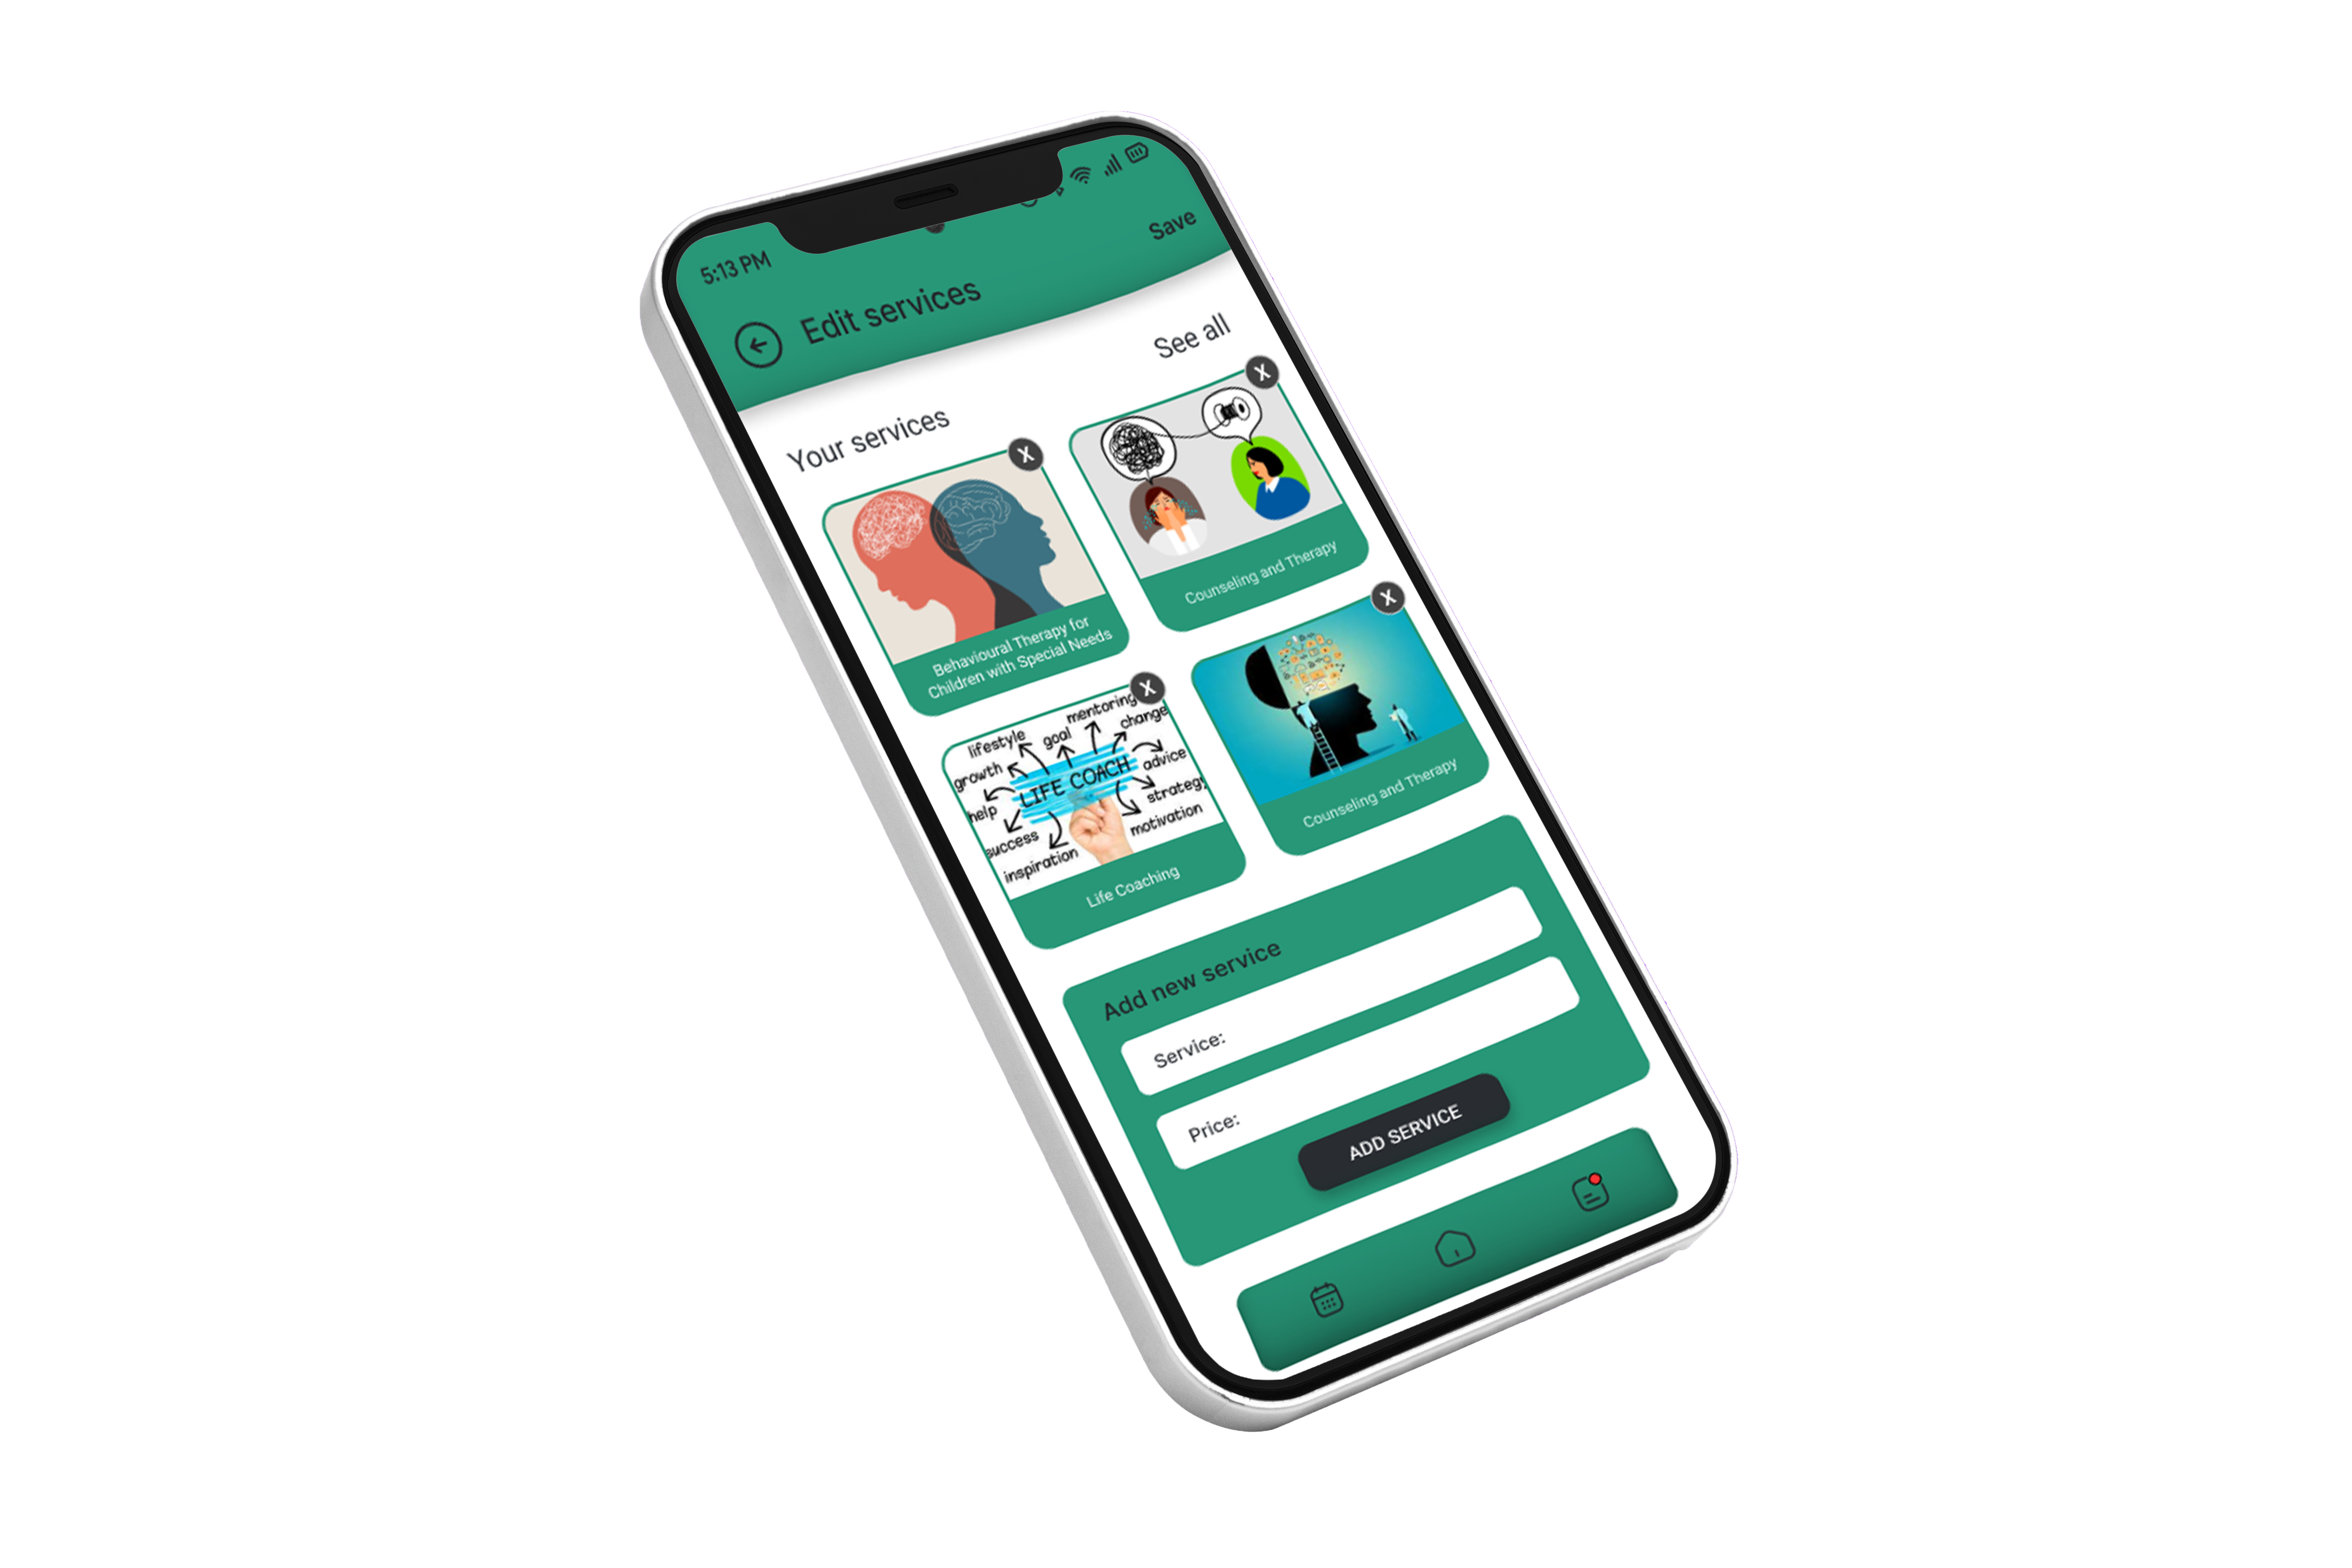 5:13 PM
Save
Edit services
Your services
See all
X
X
Behavioural Therapy for
Children with Special Needs
Counseling and Therapy
X
X
lifestyle
goal
mentoring
change
growth
LIFE COACH
advice
help
strategy
success
motivation
inspiration
Life Coaching
Counseling and Therapy
Add new service
Service:
Price:
ADD SERVICE